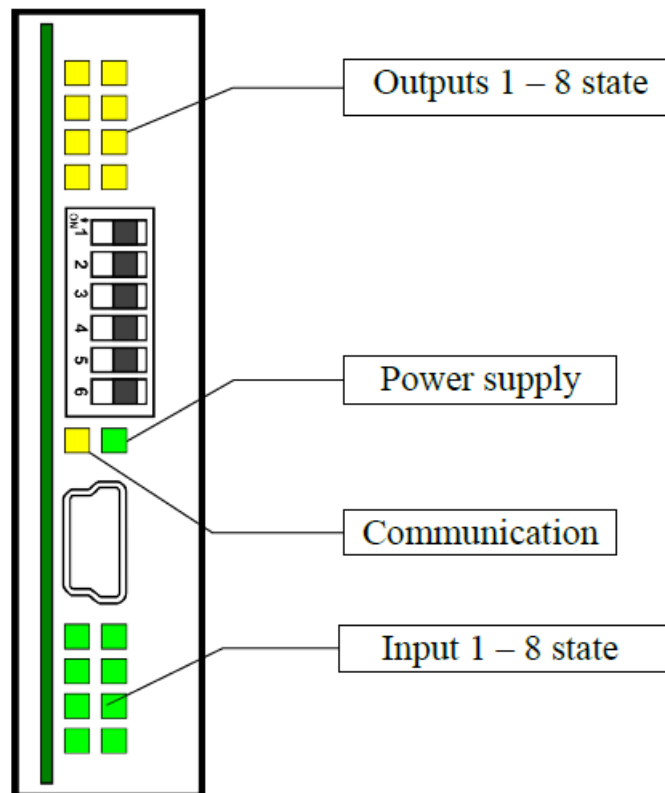 Outputs 1 – 8 state
ON
1
2
3
4
5
6
Power supply
Communication
Input 1 – 8 state